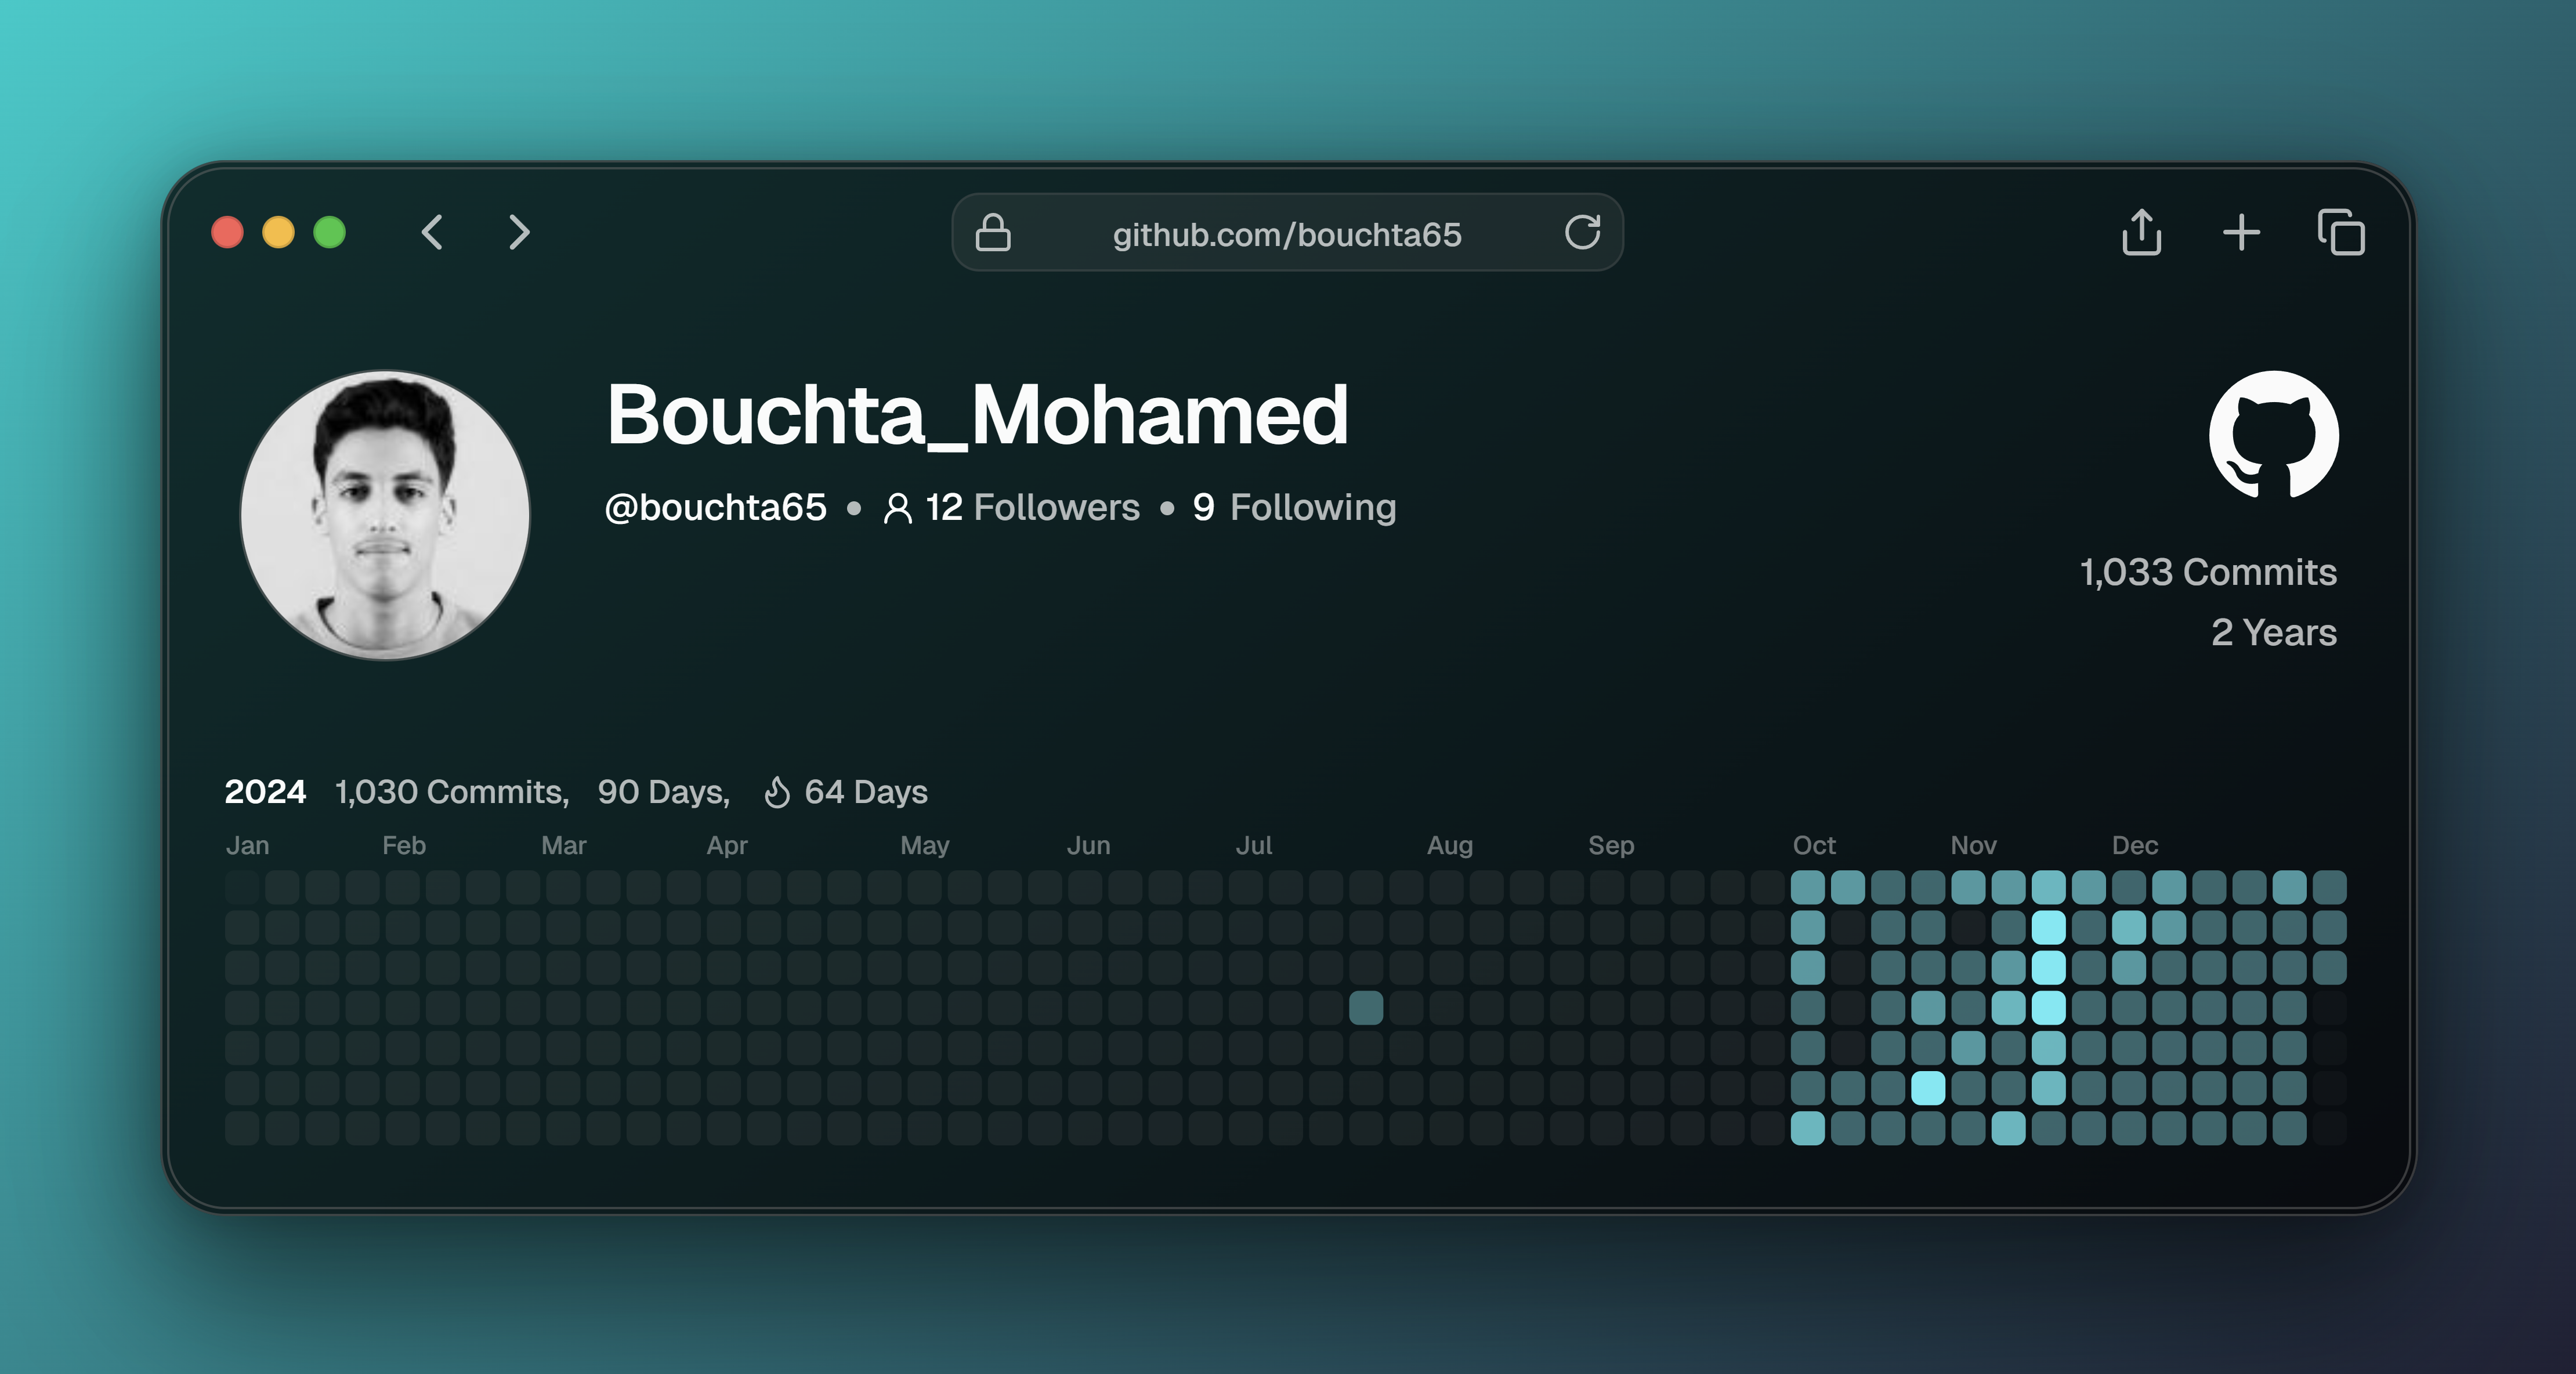 github.com/bouchta65
Bouchta_Mohamed
@bouchta65 • 12 Followers • 9 Following
1,033 Commits
2 Years
2024 1,030 Commits, 90 Days, 64 Days
Jan Feb Mar Apr May Jun Jul Aug Sep Oct Nov Dec